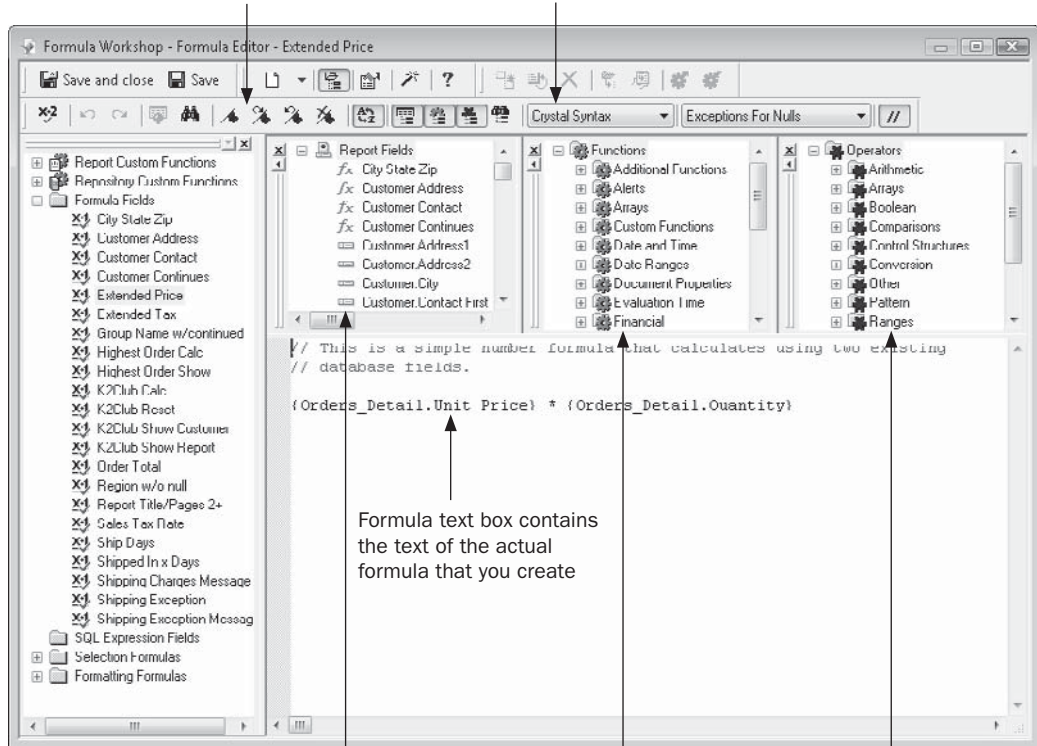 Formula Workshop - Formula Editor - Extended Price
Save and close Save ?
x·2 A-Z Crystal Syntax Exceptions For Nulls //
Report Custom Functions
Repository Custom Functions
Formula Fields
City State Zip
Customer Address
Customer Contact
Customer Continues
Extended Price
Extended Tax
Group Name w/continued
Highest Order Calc
Highest Order Show
K2Club Calc
K2Club Reset
K2Club Show Customer
K2Club Show Report
Order Total
Region w/o null
Report Title/Pages 2+
Sales Tax Rate
Ship Days
Shipped In x Days
Shipping Charges Message
Shipping Exception
Shipping Exception Messag
SQL Expression Fields
Selection Formulas
Formatting Formulas
Report Fields
City State Zip
Customer Address
Customer Contact
Customer Continues
Customer.Address1
Customer.Address2
Customer.City
Customer.Contact First
Functions
Additional Functions
Alerts
Arrays
Custom Functions
Date and Time
Date Ranges
Document Properties
Evaluation Time
Financial
Operators
Arithmetic
Arrays
Boolean
Comparisons
Control Structures
Conversion
Other
Pattern
Ranges
// This is a simple number formula that calculates using two existing
// database fields.
{Orders_Detail.Unit Price} * {Orders_Detail.Quantity}
Formula text box contains
the text of the actual
formula that you create